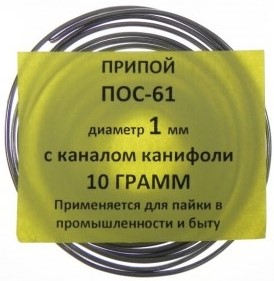 ПРИПОЙ
ПОС-61
диаметр 1 мм
с каналом канифоли
10 ГРАММ
Применяется для пайки в
промышленности и быту